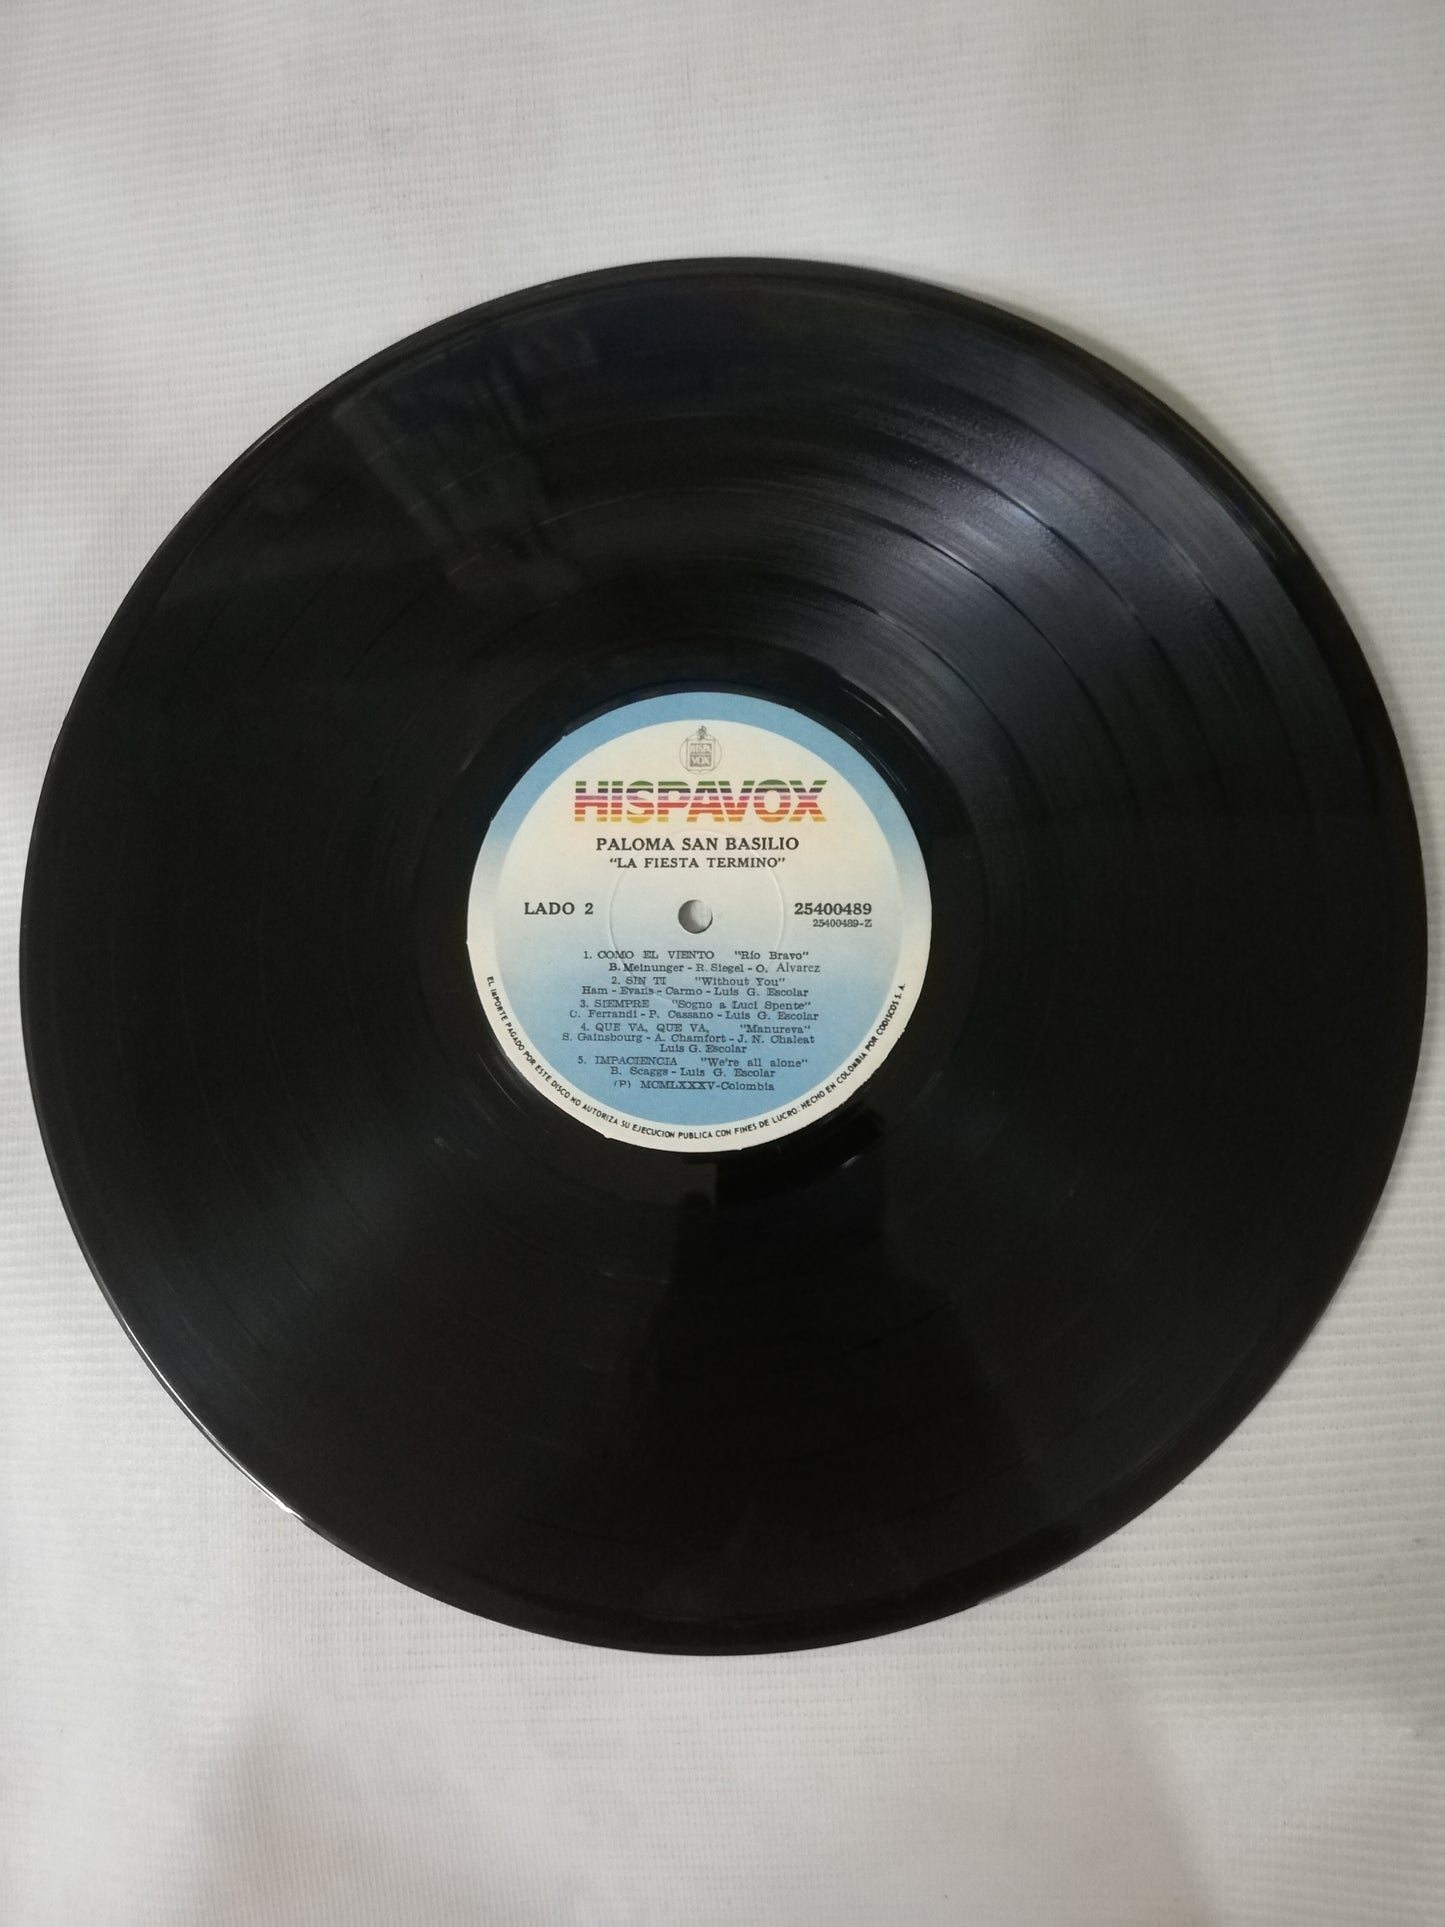 HISPA
VOX
HISPAVOX
PALOMA SAN BASILIO
"LA FIESTA TERMINO"
LADO 2
25400489
25400489-Z
1. COMO EL VIENTO "Río Bravo"
B. Meinunger - R. Siegel - O. Alvarez
2. SIN TI "Without You"
Ham - Evans - Carmo - Luis G. Escolar
3. SIEMPRE "Sogno a Luci Spente"
C. Ferrandi - P. Cassano - Luis G. Escolar
4. QUE VA, QUE VA, "Manureva"
S. Gainsbourg - A. Chamfort - J. N. Chaleat
Luis G. Escolar
5. IMPACIENCIA "We're all alone"
B. Scaggs - Luis G. Escolar
(P) MCMLXXXV-Colombia
EL IMPORTE PAGADO POR ESTE DISCO NO AUTORIZA SU EJECUCION PUBLICA CON FINES DE LUCRO. HECHO EN COLOMBIA POR CODISCOS S. A.